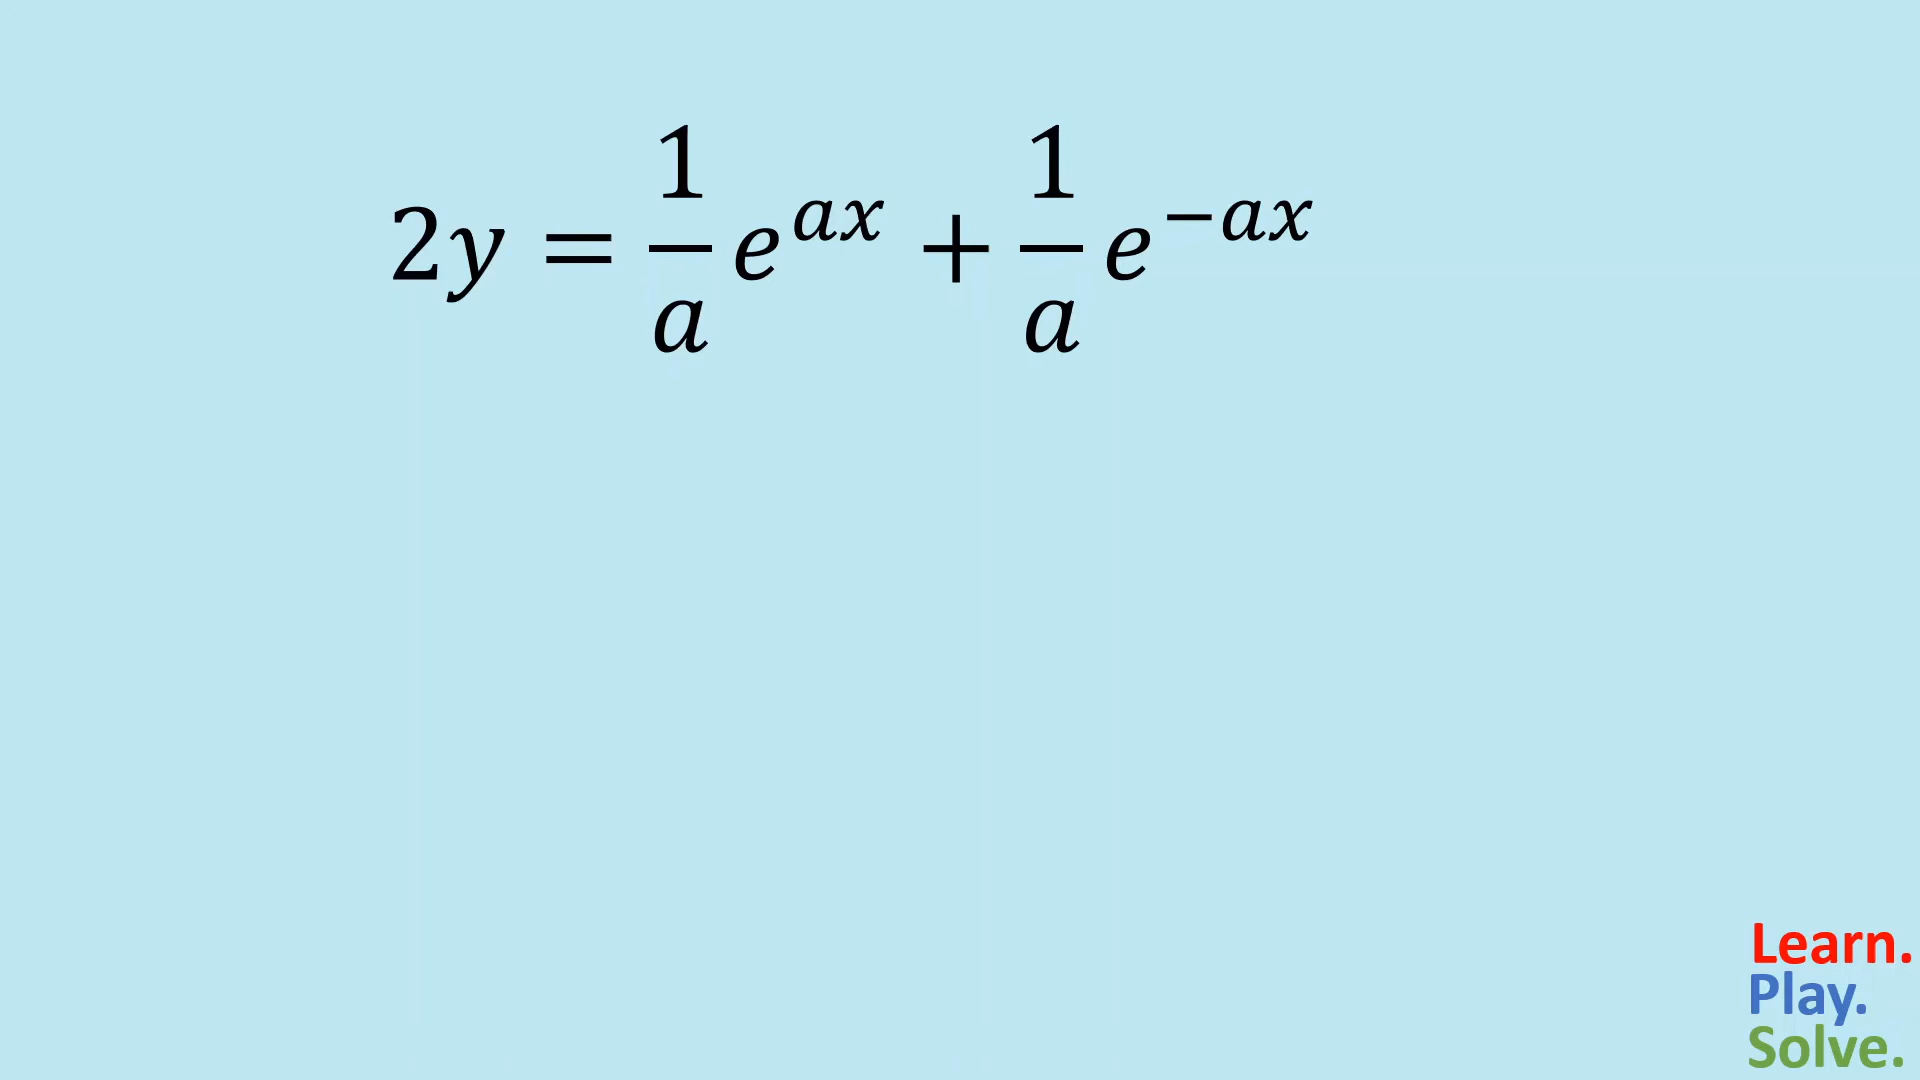 2y = 1/a e^{ax} + 1/a e^{-ax}
Learn.
Play.
Solve.